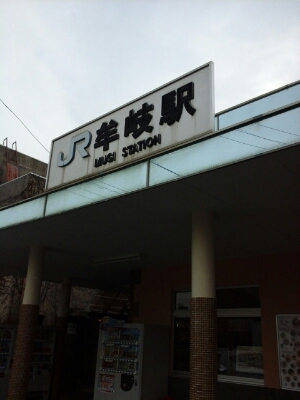 JR 牟岐駅
MUGI STATION